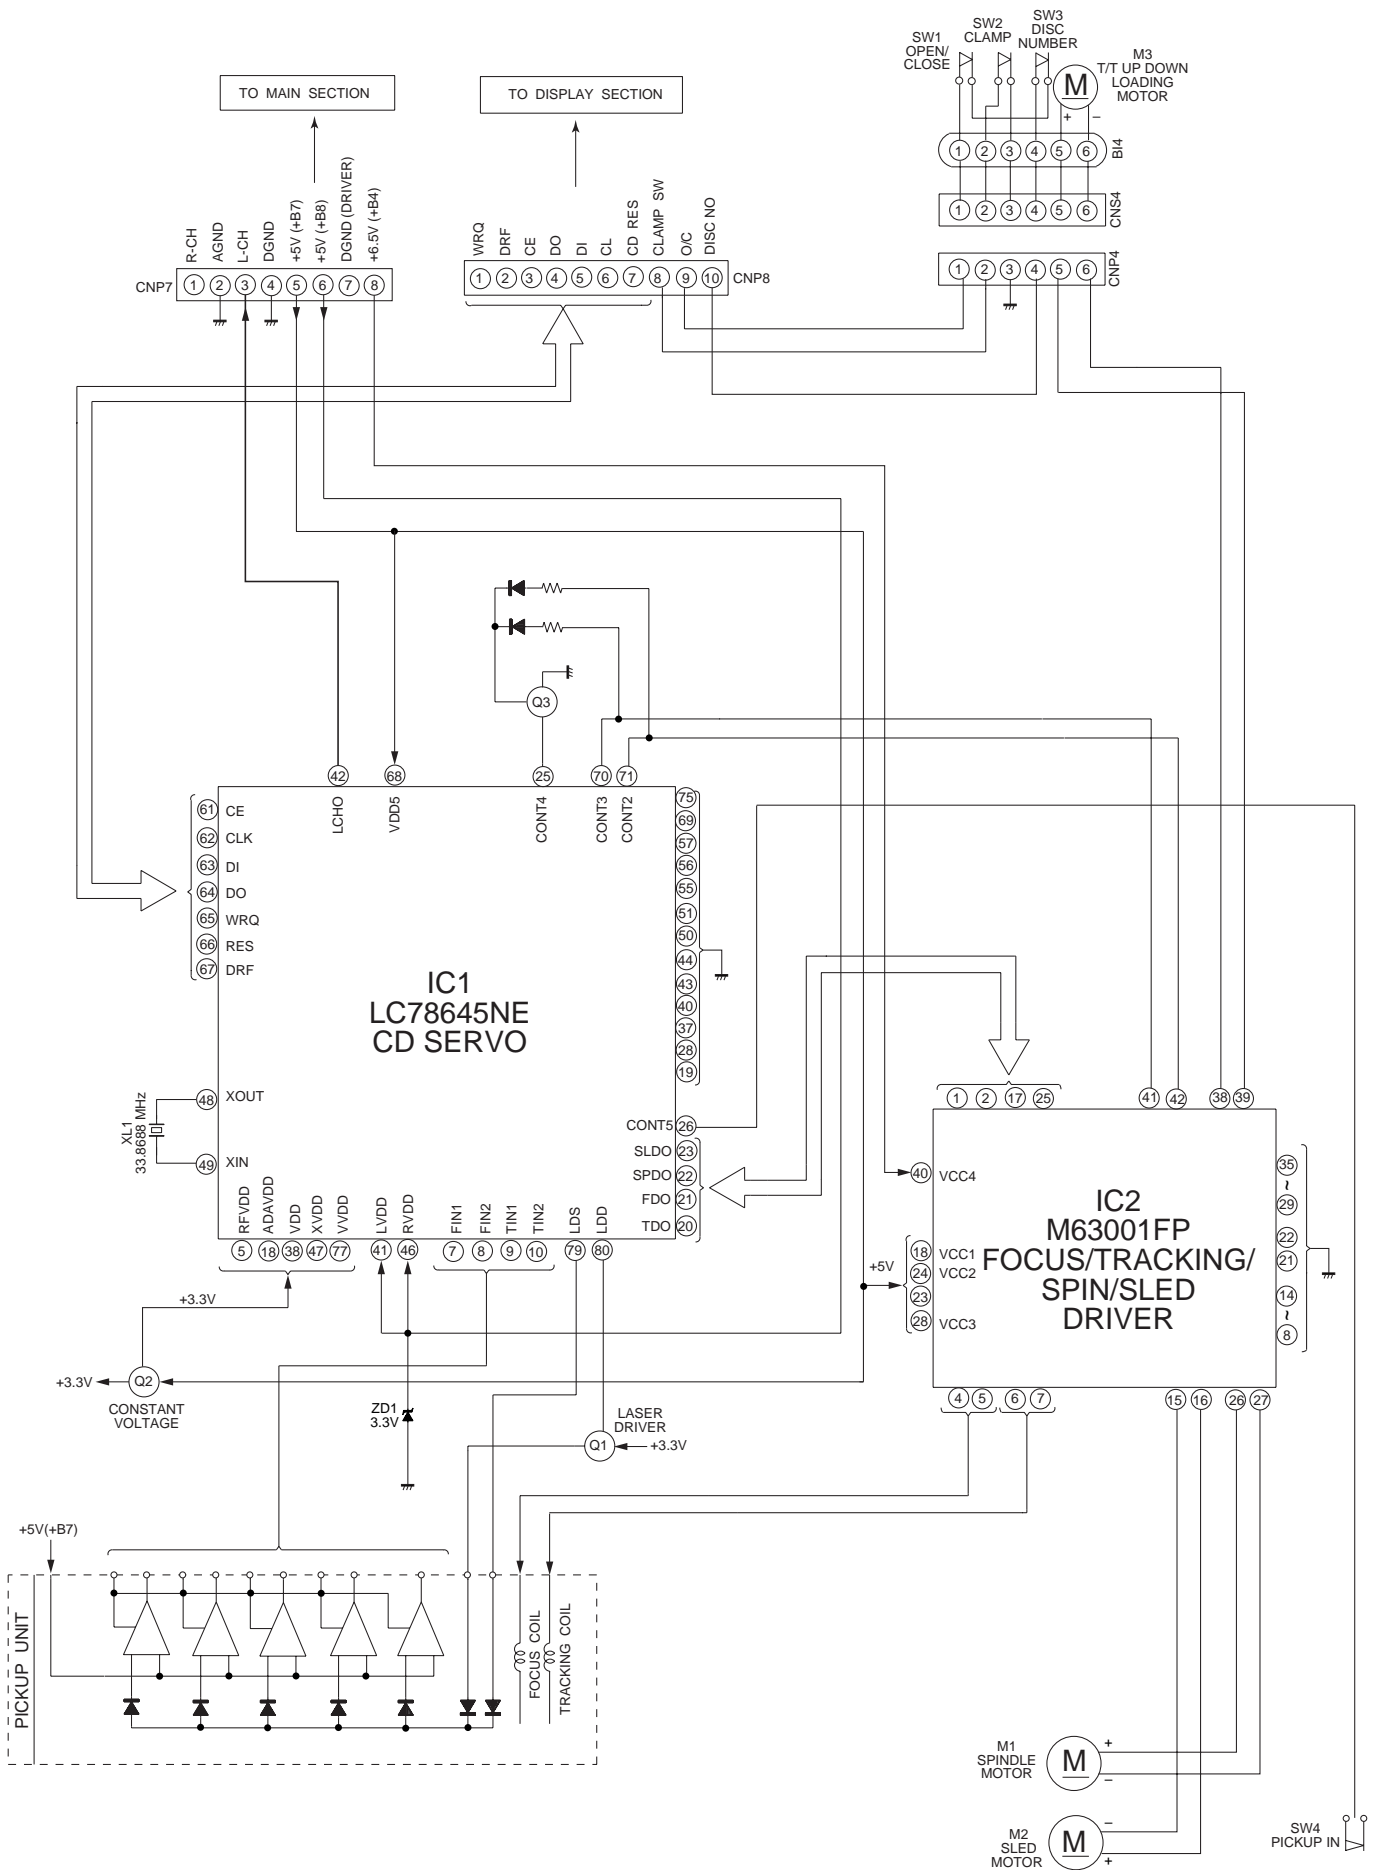 SW1
OPEN/
CLOSE
SW2
CLAMP
SW3
DISC
NUMBER
M3
T/T UP DOWN
LOADING
MOTOR
M
+ −
1 2 3 4 5 6
BI4
1 2 3 4 5 6
CNS4
1 2 3 4 5 6
CNP4
TO MAIN SECTION
TO DISPLAY SECTION
R-CH
AGND
L-CH
DGND
+5V (+B7)
+5V (+B8)
DGND (DRIVER)
+6.5V (+B4)
CNP7
1 2 3 4 5 6 7 8
WRQ
DRF
CE
DO
DI
CL
CD RES
CLAMP SW
O/C
DISC NO
1 2 3 4 5 6 7 8 9 10
CNP8
Q3
42 68 25 70 71
LCHO
VDD5
CONT4
CONT3
CONT2
61 CE
62 CLK
63 DI
64 DO
65 WRQ
66 RES
67 DRF
75
69
57
56
55
51
50
44
43
40
37
28
19
IC1
LC78645NE
CD SERVO
XL1
33.8688 MHz
48 XOUT
49 XIN
CONT5 26
SLDO 23
SPDO 22
FDO 21
TDO 20
RFVDD
ADAVDD
VDD
XVDD
VVDD
LVDD
RVDD
FIN1
FIN2
TIN1
TIN2
LDS
LDD
5 18 38 47 77 41 46 7 8 9 10 79 80
1 2 17 25 41 42 38 39
40 VCC4
18 VCC1
24 VCC2
23
28 VCC3
+5V
IC2
M63001FP
FOCUS/TRACKING/
SPIN/SLED
DRIVER
35
~
29
22
21
14
~
8
4 5 6 7 15 16 26 27
+3.3V
+3.3V
Q2
CONSTANT
VOLTAGE
ZD1
3.3V
LASER
DRIVER
Q1
+3.3V
+5V(+B7)
PICKUP UNIT
FOCUS COIL
TRACKING COIL
M1
SPINDLE
MOTOR
M
+
−
M2
SLED
MOTOR
M
−
+
SW4
PICKUP IN